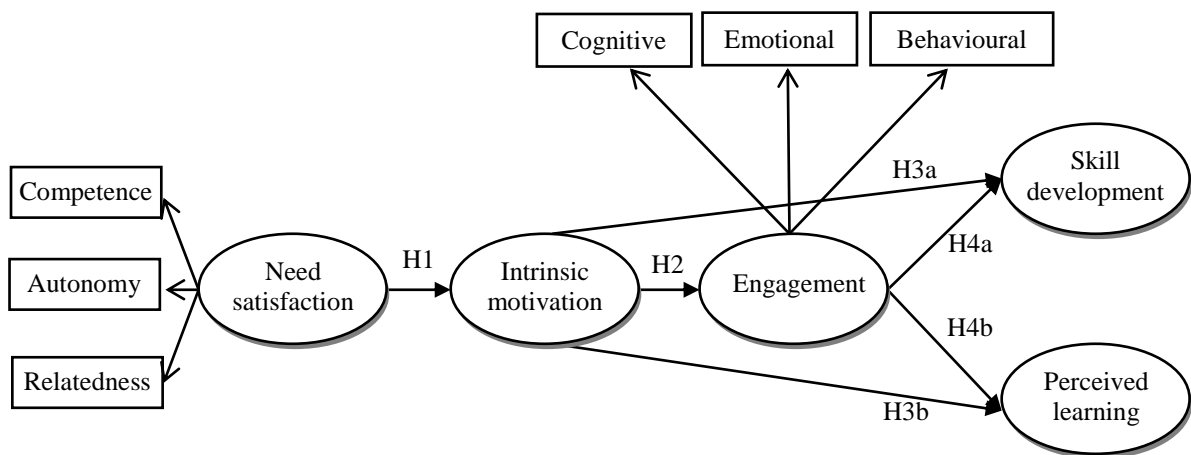 Cognitive
Emotional
Behavioural
H3a
Skill
development
Competence
H4a
H1
Need
satisfaction
Intrinsic
motivation
H2
Engagement
Autonomy
H4b
Relatedness
H3b
Perceived
learning